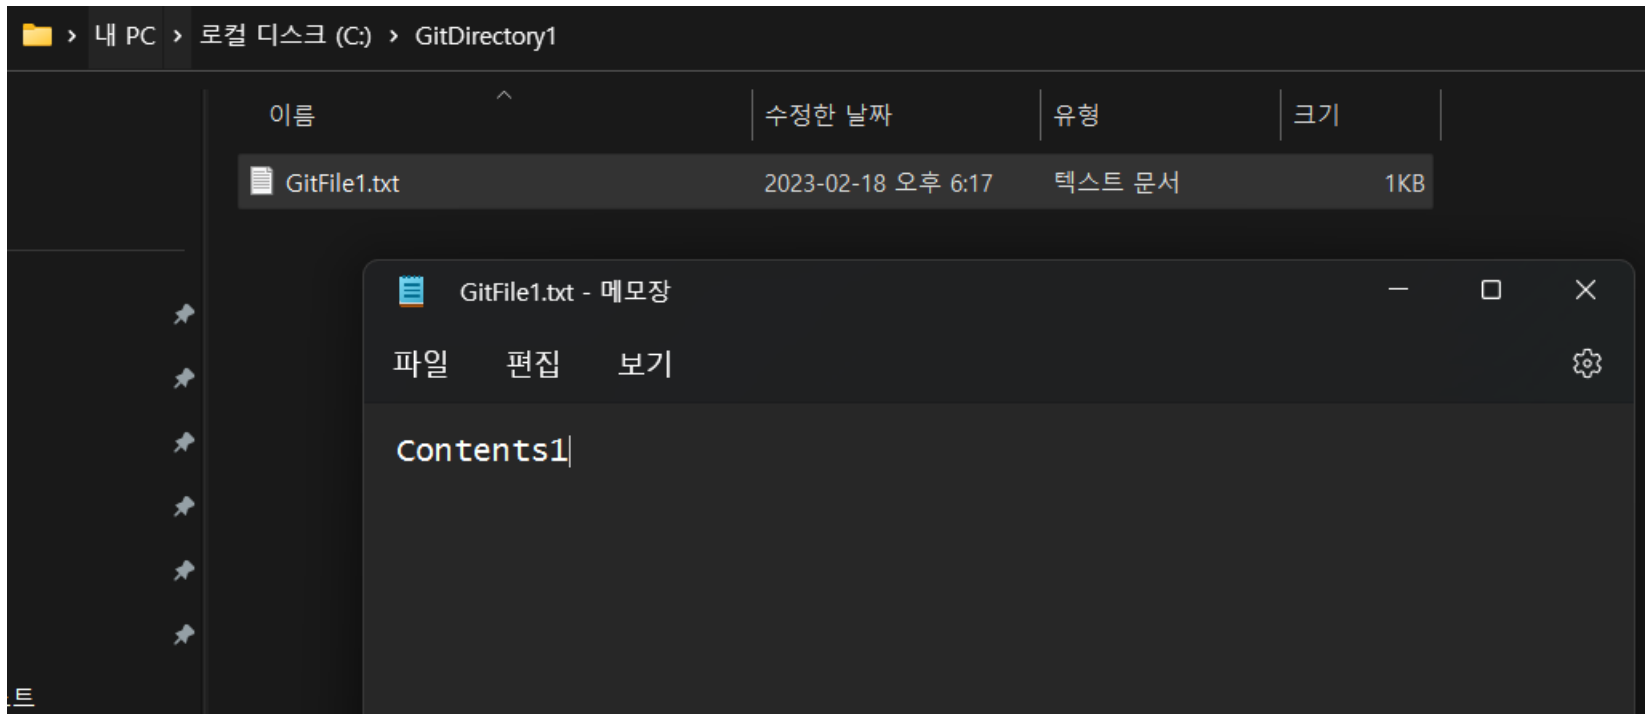 내 PC > 로컬 디스크 (C:) > GitDirectory1
이름 수정한 날짜 유형 크기
GitFile1.txt 2023-02-18 오후 6:17 텍스트 문서 1KB
GitFile1.txt - 메모장
파일 편집 보기
Contents1
트